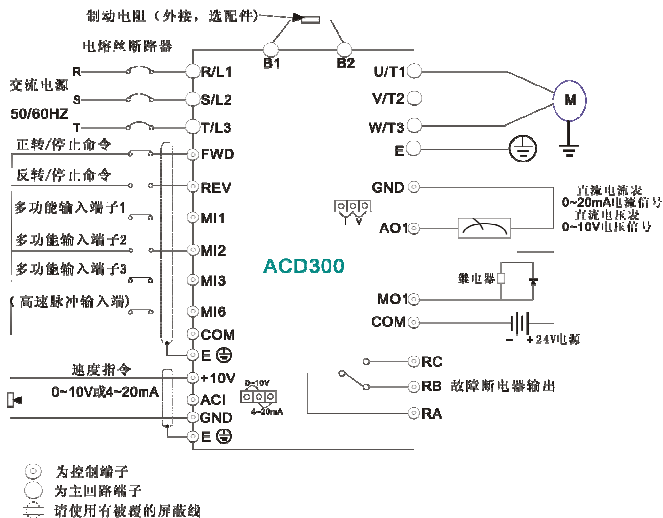 制动电阻（外接，选配件）
电熔丝断路器
B1
B2
R
R/L1
U/T1
交流电源
S
S/L2
V/T2
M
50/60HZ
T
T/L3
W/T3
正转/停止命令
FWD
E
反转/停止命令
REV
GND
直流电流表
0~20mA电流信号
直流电压表
0~10V电压信号
多功能输入端子1
MI1
I
V
AO1
多功能输入端子2
MI2
ACD300
多功能输入端子3
MI3
继电器
(高速脉冲输入端)
MI6
MO1
COM
COM
- +24V电源
E
RC
速度指令
+10V
0~10V
RB
故障断电器输出
0~10V或4~20mA
ACI
4~20mA
GND
RA
E
为控制端子
为主回路端子
请使用有被覆的屏蔽线